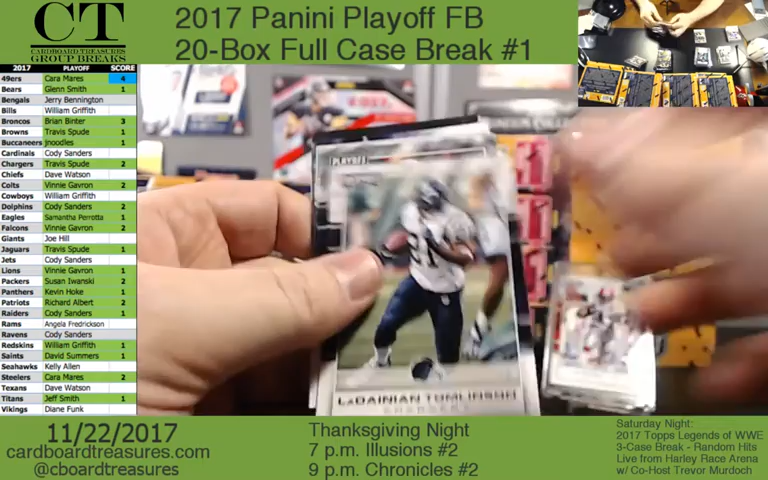 CT
CARDBOARD TREASURES
GROUP BREAKS
2017 Panini Playoff FB
20-Box Full Case Break #1
2017 PLAYOFF SCORE
49ers Cara Mares 4
Bears Glenn Smith 1
Bengals Jerry Bennington
Bills William Griffith
Broncos Brian Binter 3
Browns Travis Spude 1
Buccaneers jnoodles 1
Cardinals Cody Sanders
Chargers Travis Spude 2
Chiefs Dave Watson
Colts Vinnie Gavron 2
Cowboys William Griffith
Dolphins Cody Sanders 2
Eagles Samantha Perrotta 1
Falcons Vinnie Gavron 2
Giants Joe Hill
Jaguars Travis Spude 1
Jets Cody Sanders
Lions Vinnie Gavron 1
Packers Susan Iwanski 2
Panthers Kevin Hoke 1
Patriots Richard Albert 2
Raiders Cody Sanders 1
Rams Angela Fredrickson
Ravens Cody Sanders
Redskins William Griffith 1
Saints David Summers 1
Seahawks Kelly Allen
Steelers Cara Mares 2
Texans Dave Watson
Titans Jeff Smith 1
Vikings Diane Funk
PLAYOFF
21
LaDAINIAN TOMLINSON
CHARGERS
11/22/2017
cardboardtreasures.com
@cboardtreasures
Thanksgiving Night
7 p.m. Illusions #2
9 p.m. Chronicles #2
Saturday Night:
2017 Topps Legends of WWE
3-Case Break - Random Hits
Live from Harley Race Arena
w/ Co-Host Trevor Murdoch